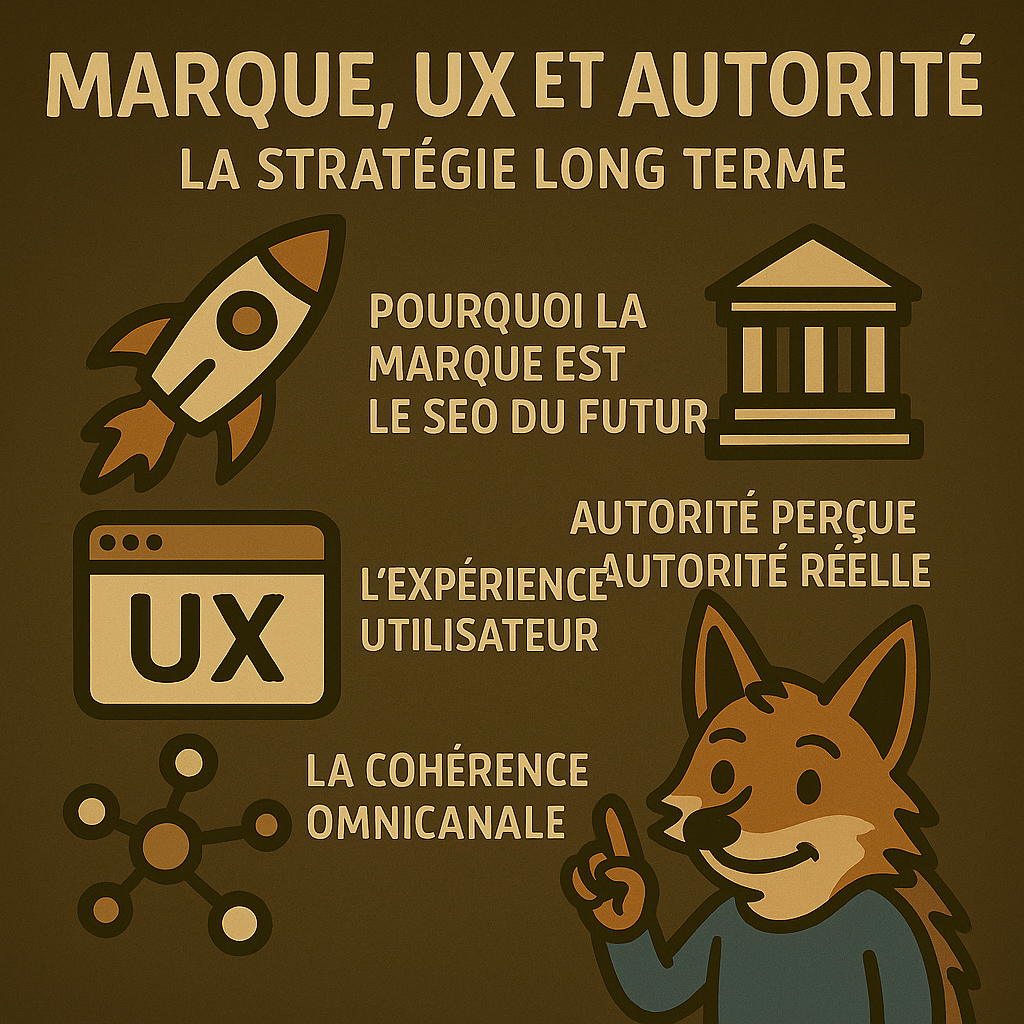 MARQUE, UX ET AUTORITÉ
LA STRATÉGIE LONG TERME
POURQUOI LA
MARQUE EST
LE SEO DU FUTUR
AUTORITÉ PERÇUE
AUTORITÉ RÉELLE
L'EXPÉRIENCE
UTILISATEUR
UX
LA COHÉRENCE
OMNICANALE